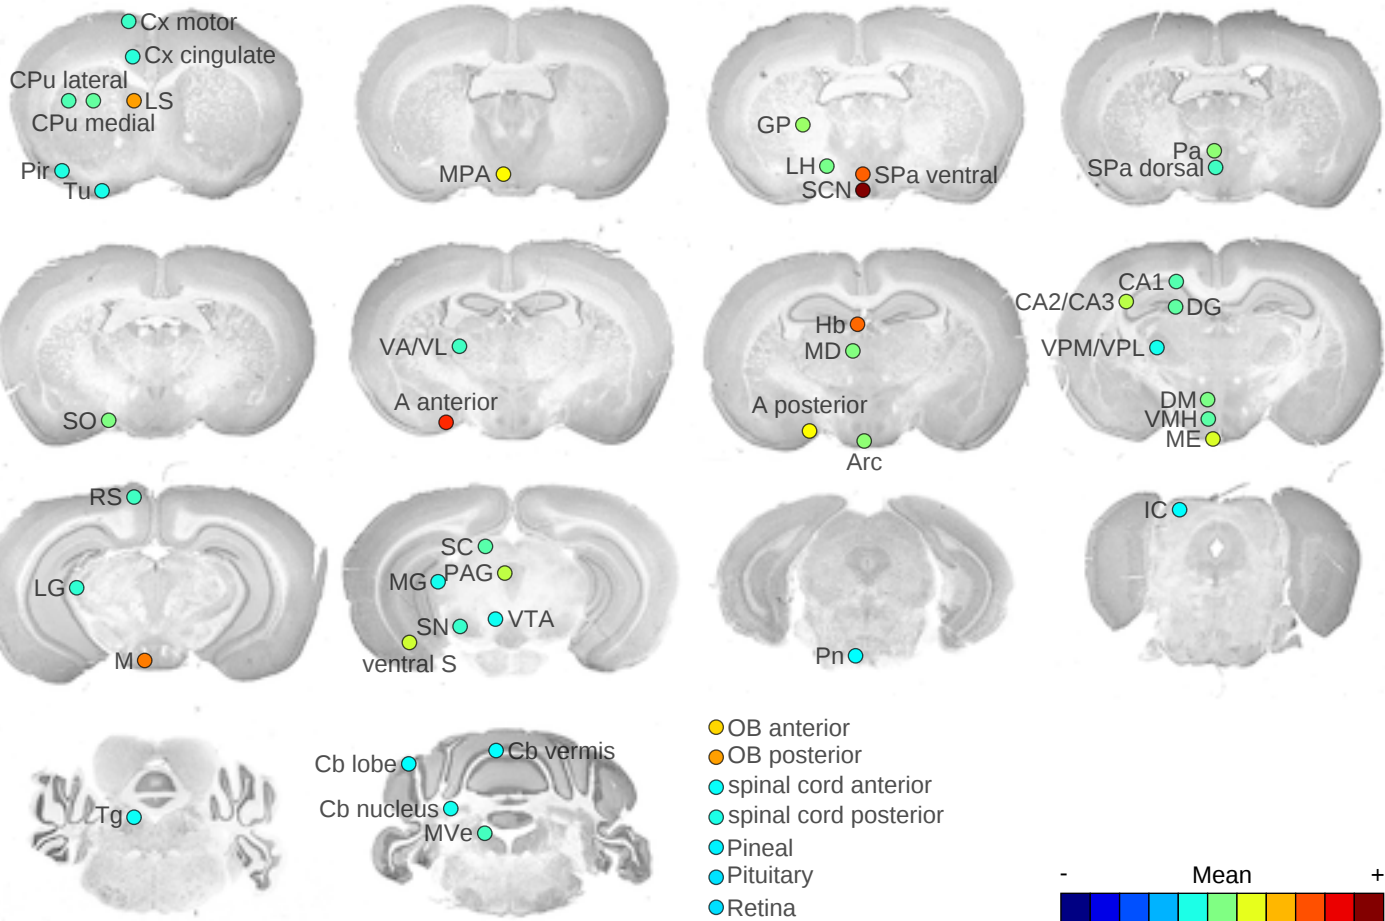 Cx motor
Cx cingulate
CPu lateral
LS
CPu medial
Pir
Tu
MPA
GP
LH
SPa ventral
SCN
Pa
SPa dorsal
SO
VA/VL
A anterior
Hb
MD
A posterior
Arc
CA1
CA2/CA3
DG
VPM/VPL
DM
VMH
ME
RS
LG
M
SC
MG
PAG
SN
VTA
ventral S
Pn
IC
Tg
Cb lobe
Cb vermis
Cb nucleus
MVe
OB anterior
OB posterior
spinal cord anterior
spinal cord posterior
Pineal
Pituitary
Retina
- Mean +